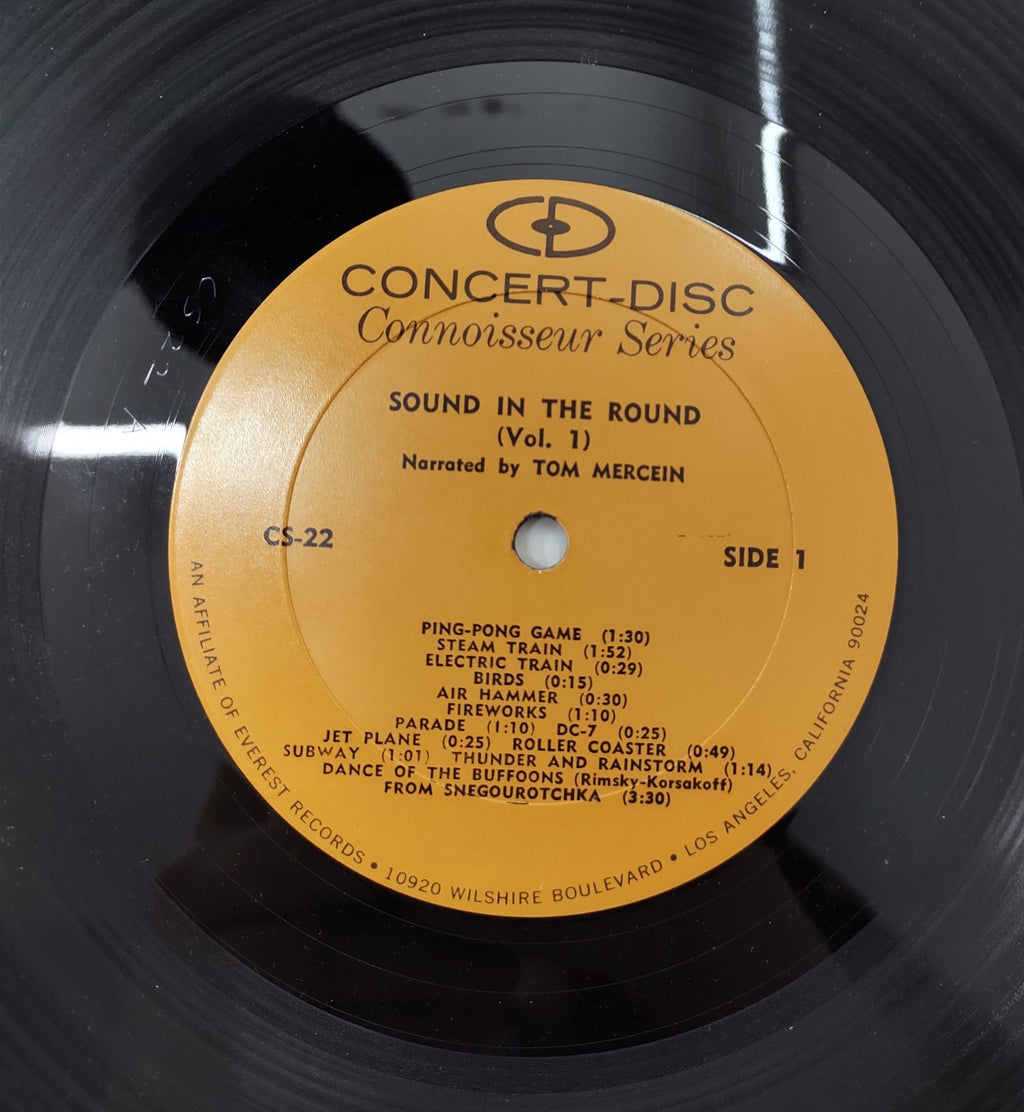 CD
CONCERT-DISC
Connoisseur Series
SOUND IN THE ROUND
(Vol. 1)
Narrated by TOM MERCEIN
CS-22
SIDE 1
PING-PONG GAME (1:30)
STEAM TRAIN (1:52)
ELECTRIC TRAIN (0:29)
BIRDS (0:15)
AIR HAMMER (0:30)
FIREWORKS (1:10)
PARADE (1:10) DC-7 (0:25)
JET PLANE (0:25) ROLLER COASTER (0:49)
SUBWAY (1:01) THUNDER AND RAINSTORM (1:14)
DANCE OF THE BUFFOONS (Rimsky-Korsakoff)
FROM SNEGOUROTCHKA (3:30)
AN AFFILIATE OF EVEREST RECORDS • 10920 WILSHIRE BOULEVARD • LOS ANGELES, CALIFORNIA 90024
CS 22 A